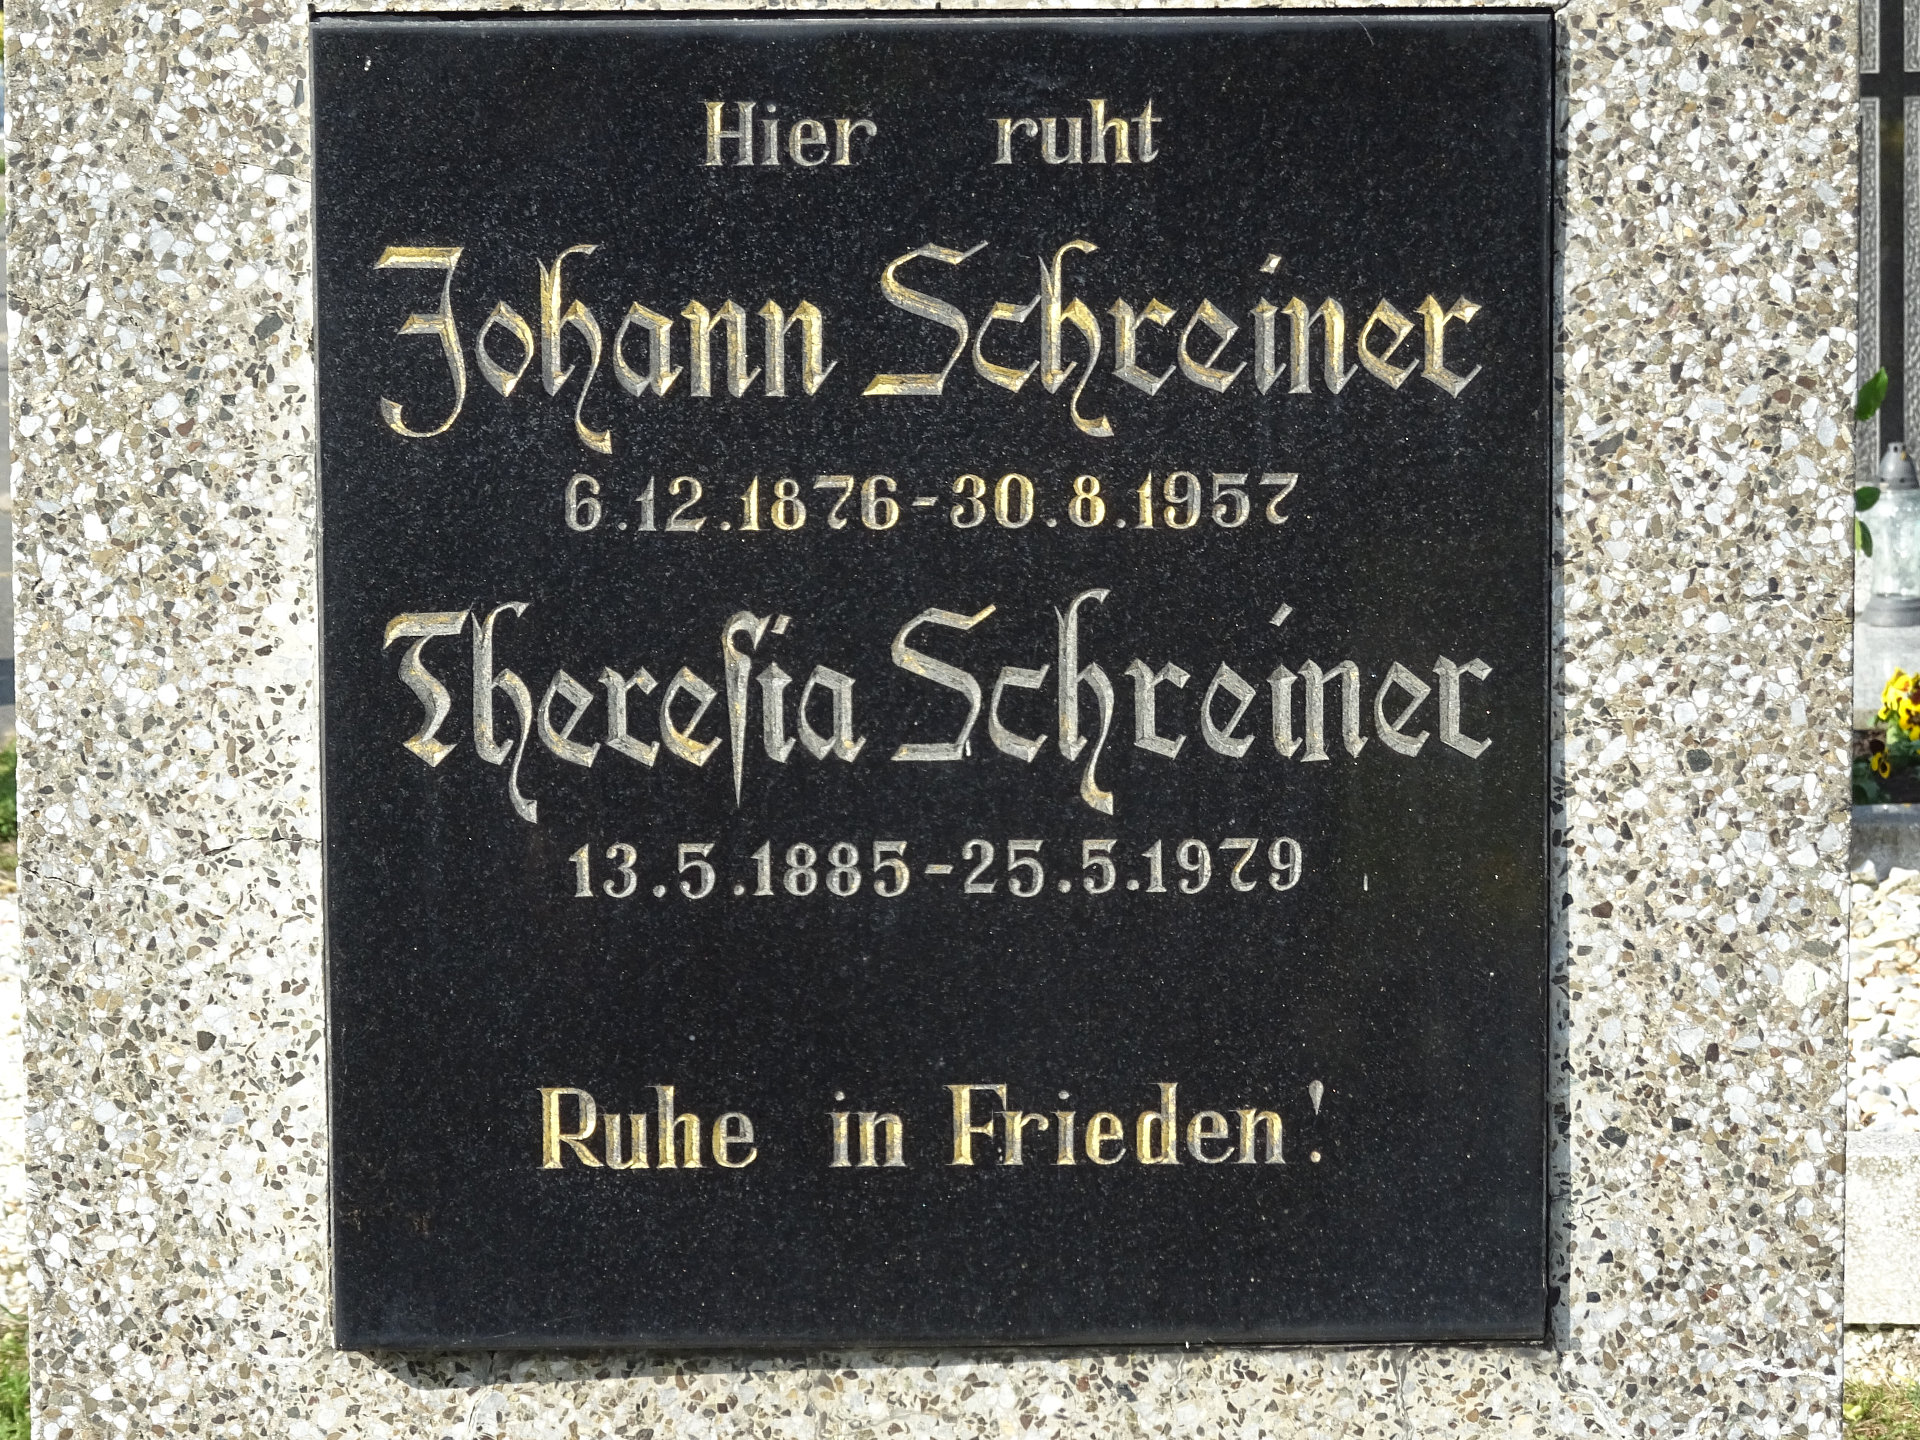 Hier ruht
Johann Schreiner
6.12.1876-30.8.1957
Thereſia Schreiner
13.5.1885-25.5.1979
Ruhe in Frieden!